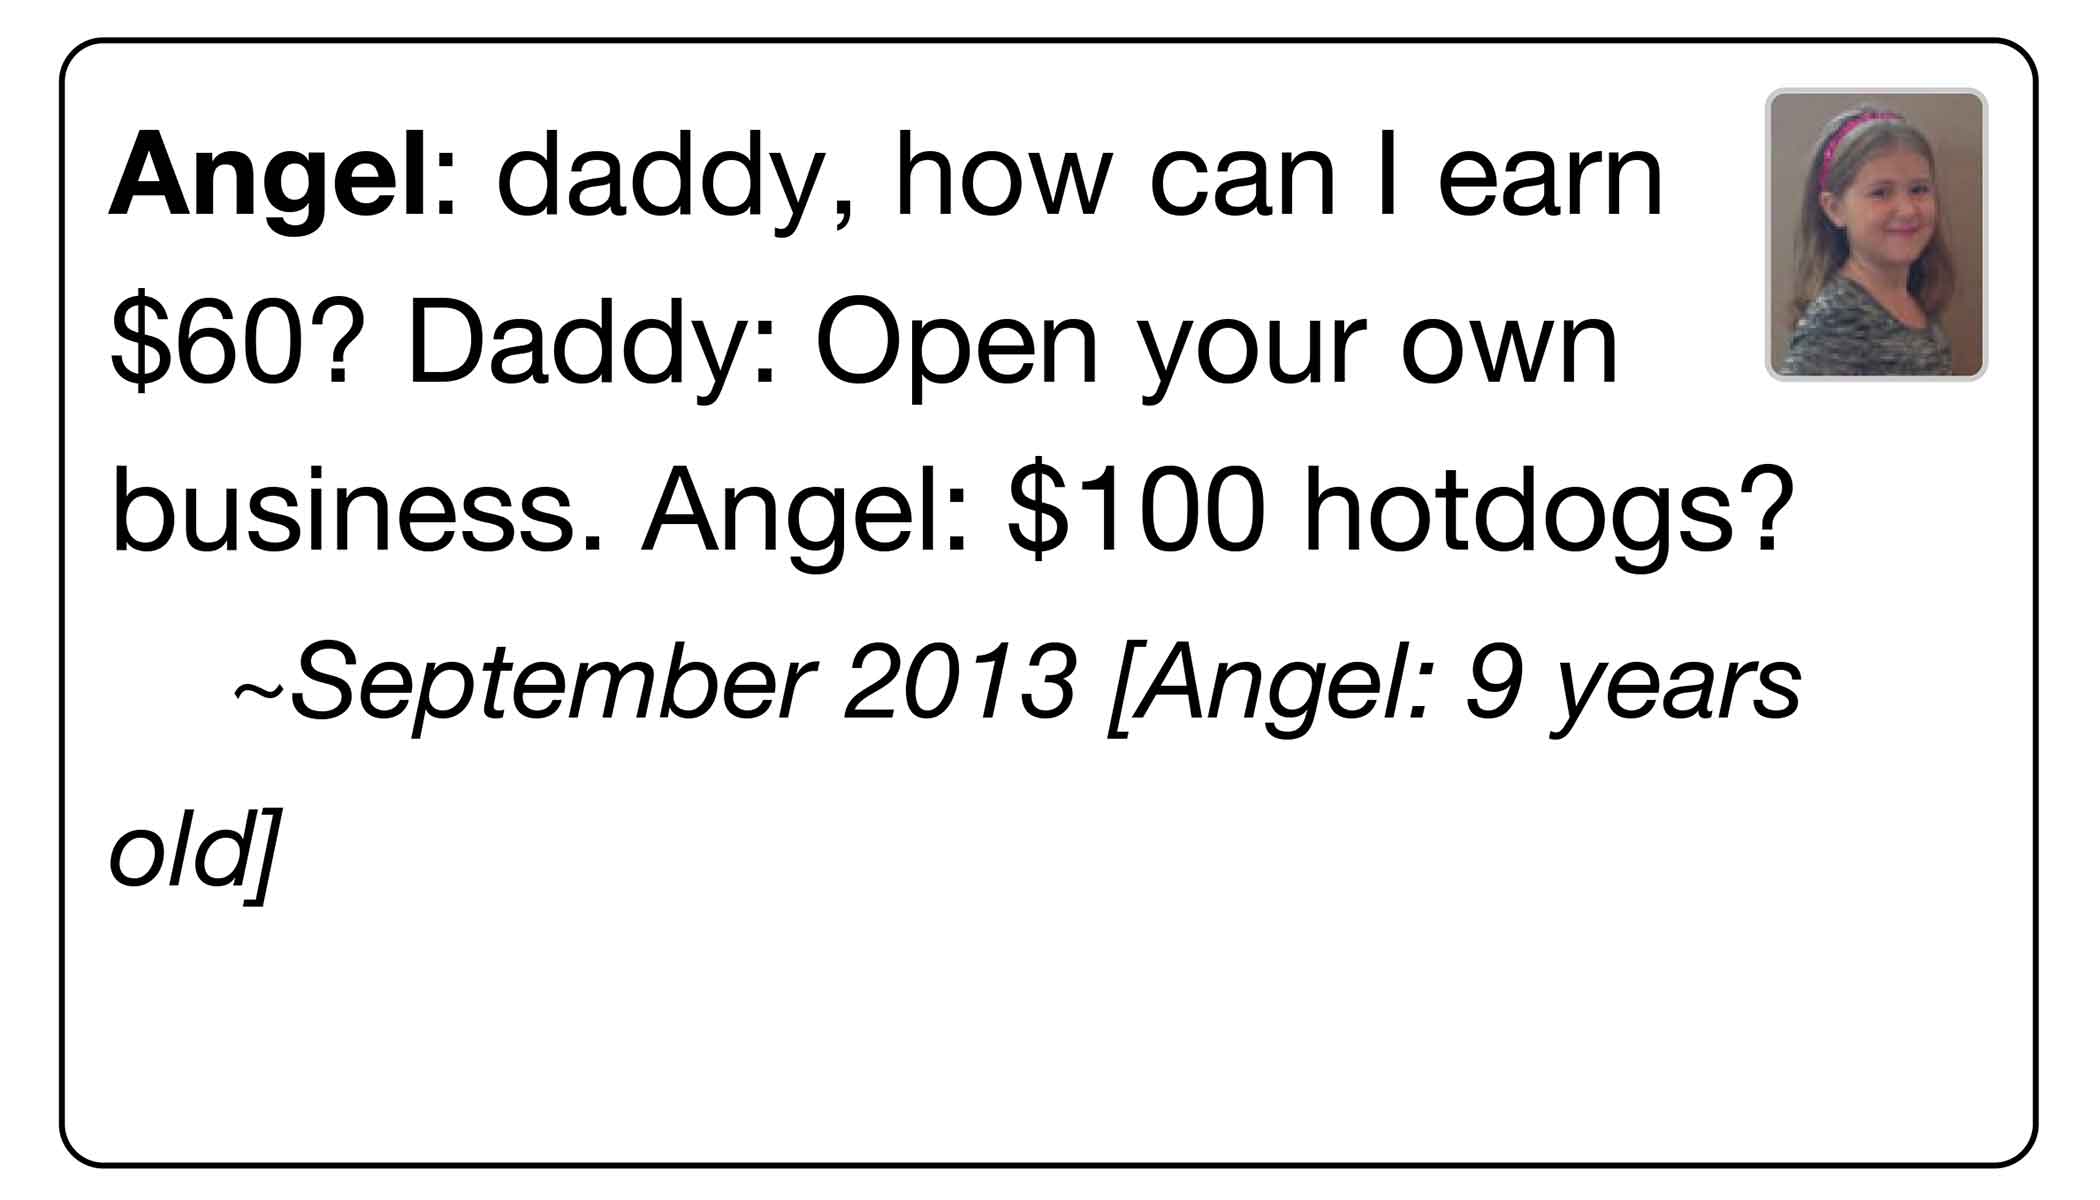 Angel: daddy, how can I earn
$60? Daddy: Open your own
business. Angel: $100 hotdogs?
~September 2013 [Angel: 9 years
old]